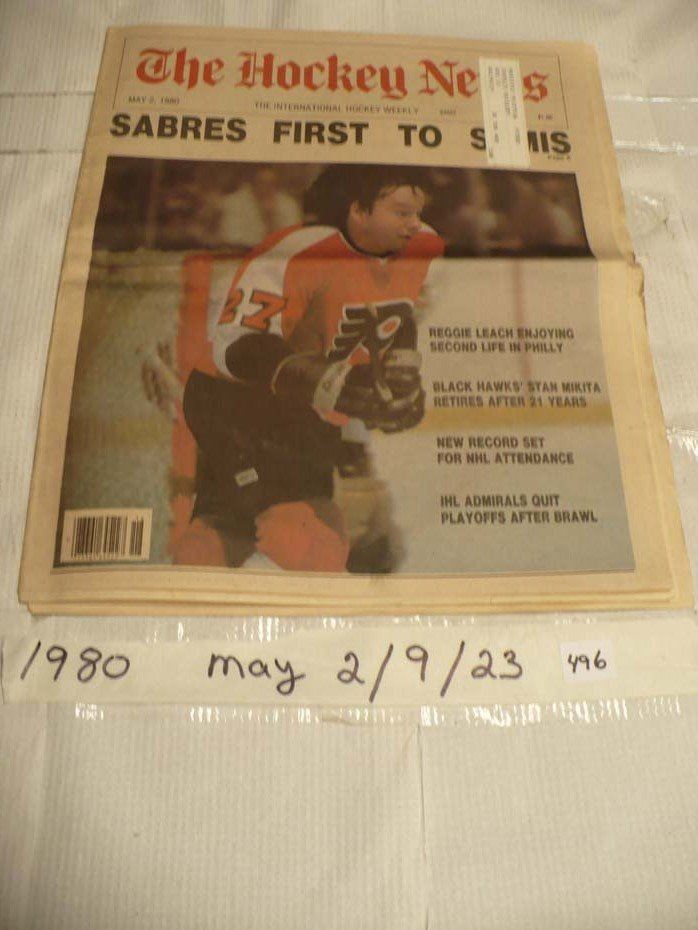 The Hockey Ne s
MAY 2, 1980
THE INTERNATIONAL HOCKEY WEEKLY
SABRES FIRST TO S MIS
27
REGGIE LEACH ENJOYING
SECOND LIFE IN PHILLY
BLACK HAWKS' STAN MIKITA
RETIRES AFTER 21 YEARS
NEW RECORD SET
FOR NHL ATTENDANCE
IHL ADMIRALS QUIT
PLAYOFFS AFTER BRAWL
1980 may 2/9/23 496